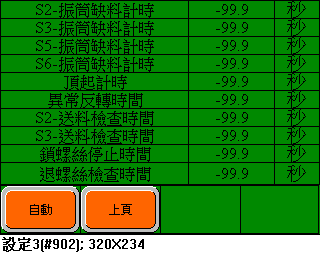 S2-振筒缺料計時 -99.9 秒
S3-振筒缺料計時 -99.9 秒
S5-振筒缺料計時 -99.9 秒
S6-振筒缺料計時 -99.9 秒
頂起計時 -99.9 秒
異常反轉時間 -99.9 秒
S2-送料檢查時間 -99.9 秒
S3-送料檢查時間 -99.9 秒
鎖螺絲停止時間 -99.9 秒
退螺絲檢查時間 -99.9 秒
自動 上頁
設定3(#902); 320X234